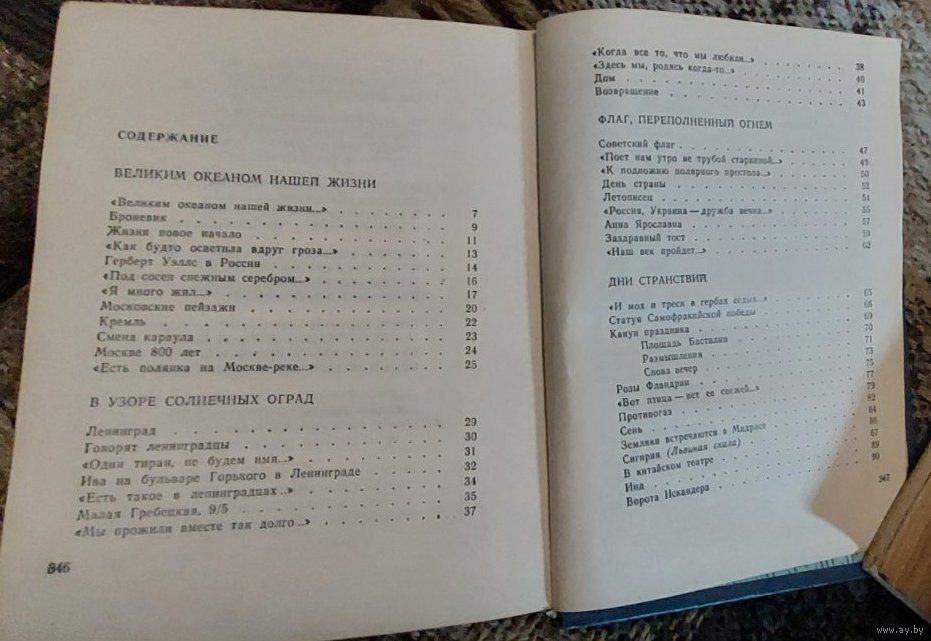 СОДЕРЖАНИЕ
ВЕЛИКИМ ОКЕАНОМ НАШЕЙ ЖИЗНИ
«Великим океаном нашей жизни...» 7
Броневик 9
Жизни новое начало 11
«Как будто осветила вдруг гроза...» 13
Герберт Уэллс в России 14
«Под сосен снежным серебром...» 16
«Я много жил...» 17
Московские пейзажи 20
Кремль 22
Смена караула 23
Москве 800 лет 24
«Есть полянка на Москве-реке...» 25
В УЗОРЕ СОЛНЕЧНЫХ ОГРАД
Ленинград 29
Говорят ленинградцы 30
«Один тиран, не будем имя...» 31
Ива на бульваре Горького в Ленинграде 32
«Есть такое в ленинградцах...» 34
Малая Гребецкая, 9/5 35
«Мы прожили вместе так долго...» 37
346
«Когда все то, что мы любили...» 38
«Здесь мы, родясь когда-то...» 40
Дом 41
Возвращение 43
ФЛАГ, ПЕРЕПОЛНЕННЫЙ ОГНЕМ
Советский флаг 47
«Поет нам утро не трубой старинной...» 49
«К подножию полярного престола...» 50
День страны 52
Летописец 54
«Россия, Украина — дружба вечна...» 55
Анна Ярославна 57
Заздравный тост 59
«Наш век пройдет...» 62
ДНИ СТРАНСТВИЙ
«И мох и треск в гербах седых...» 65
Статуя Самофракийской победы 66
Канун праздника 69
Площадь Бастилии 70
Размышления 71
Снова вечер 73
Розы Фландрии 75
«Вот птица — нет ее свежей...» 77
Противогаз 79
Сень 82
Земляки встречаются в Мадрасе 84
Сигирия (Львиная скала) 86
В китайском театре 87
Инд 89
Ворота Искандера 90
347
www.ay.by